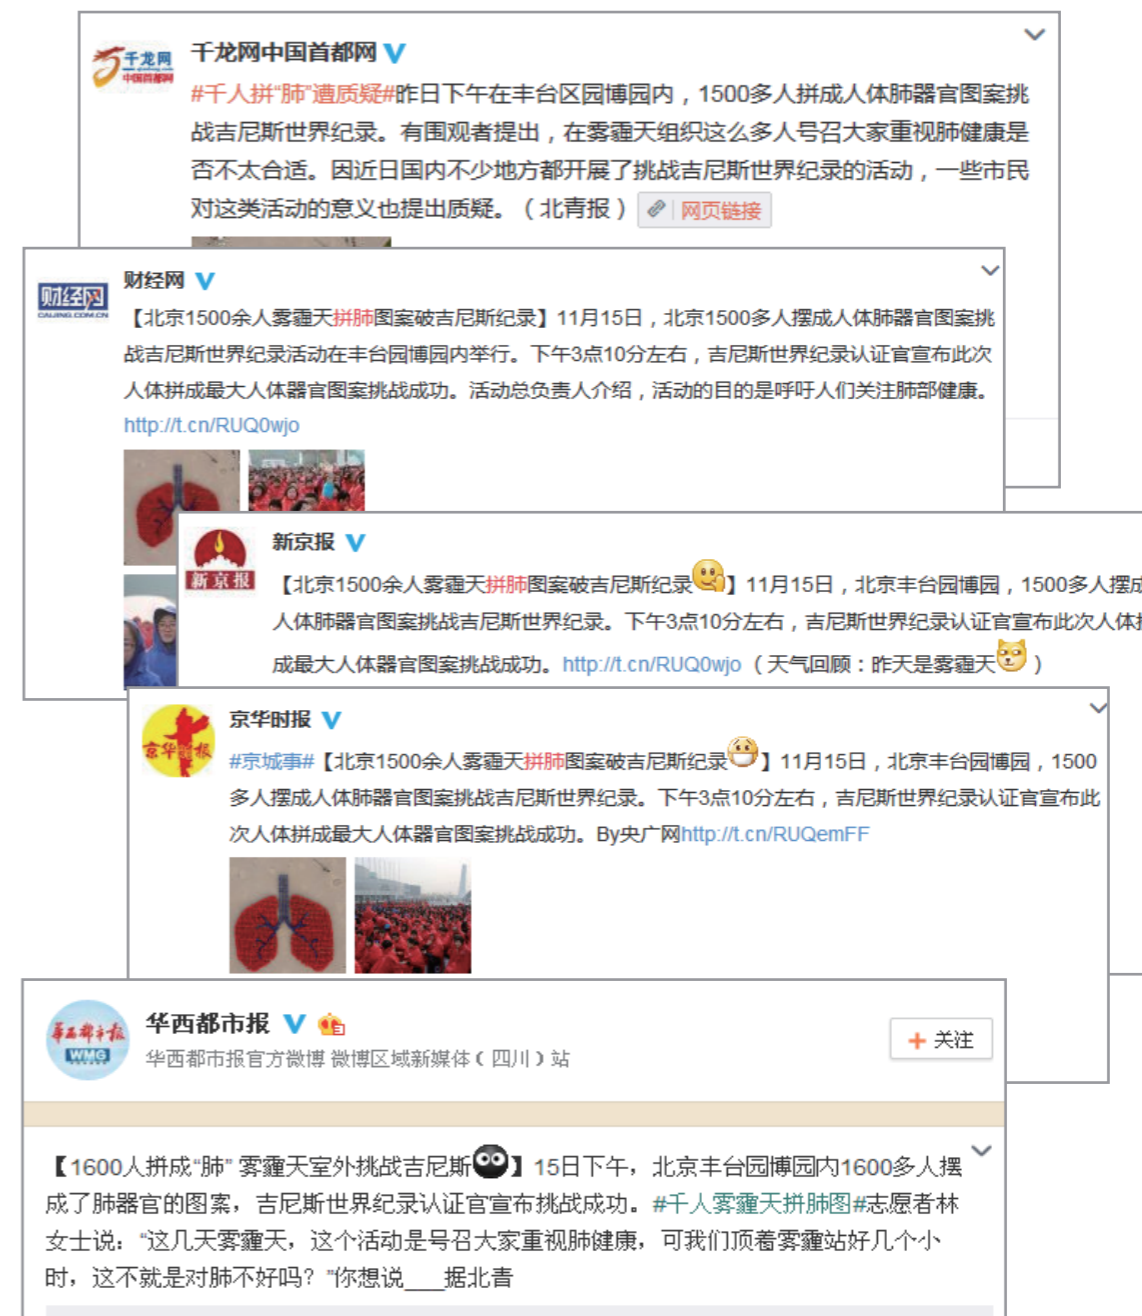 千龙网
中国首都网
千龙网中国首都网
#千人拼“肺”遭质疑#昨日下午在丰台区园博园内，1500多人拼成人体肺器官图案挑
战吉尼斯世界纪录。有围观者提出，在雾霾天组织这么多人号召大家重视肺健康是
否不太合适。因近日国内不少地方都开展了挑战吉尼斯世界纪录的活动，一些市民
对这类活动的意义也提出质疑。（北青报） 网页链接
财经网
CAIJING.COM.CN
财经网
【北京1500余人雾霾天拼肺图案破吉尼斯纪录】11月15日，北京1500多人摆成人体肺器官图案挑
战吉尼斯世界纪录活动在丰台园博园内举行。下午3点10分左右，吉尼斯世界纪录认证官宣布此次
人体拼成最大人体器官图案挑战成功。活动总负责人介绍，活动的目的是呼吁人们关注肺部健康。
http://t.cn/RUQ0wjo
新京报
新京报
【北京1500余人雾霾天拼肺图案破吉尼斯纪录】11月15日，北京丰台园博园，1500多人摆成
人体肺器官图案挑战吉尼斯世界纪录。下午3点10分左右，吉尼斯世界纪录认证官宣布此次人体拼
成最大人体器官图案挑战成功。http://t.cn/RUQ0wjo（天气回顾：昨天是雾霾天）
京华时报
京华时报
#京城事#【北京1500余人雾霾天拼肺图案破吉尼斯纪录】11月15日，北京丰台园博园，1500
多人摆成人体肺器官图案挑战吉尼斯世界纪录。下午3点10分左右，吉尼斯世界纪录认证官宣布此
次人体拼成最大人体器官图案挑战成功。By央广网http://t.cn/RUQemFF
华西都市报
WMG
华西都市报
华西都市报官方微博 微博区域新媒体（四川）站
+ 关注
【1600人拼成“肺” 雾霾天室外挑战吉尼斯】15日下午，北京丰台园博园内1600多人摆
成了肺器官的图案，吉尼斯世界纪录认证官宣布挑战成功。#千人雾霾天拼肺图#志愿者林
女士说：“这几天雾霾天，这个活动是号召大家重视肺健康，可我们顶着雾霾站好几个小
时，这不就是对肺不好吗？”你想说___据北青